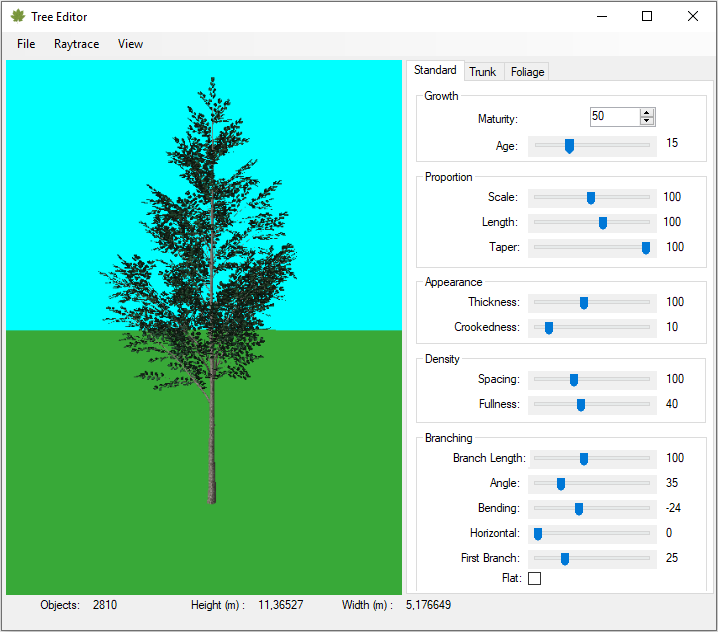 Tree Editor
File Raytrace View
Standard Trunk Foliage
Growth
Maturity: 50
Age: 15
Proportion
Scale: 100
Length: 100
Taper: 100
Appearance
Thickness: 100
Crookedness: 10
Density
Spacing: 100
Fullness: 40
Branching
Branch Length: 100
Angle: 35
Bending: -24
Horizontal: 0
First Branch: 25
Flat:
Objects: 2810 Height (m) : 11,36527 Width (m) : 5,176649